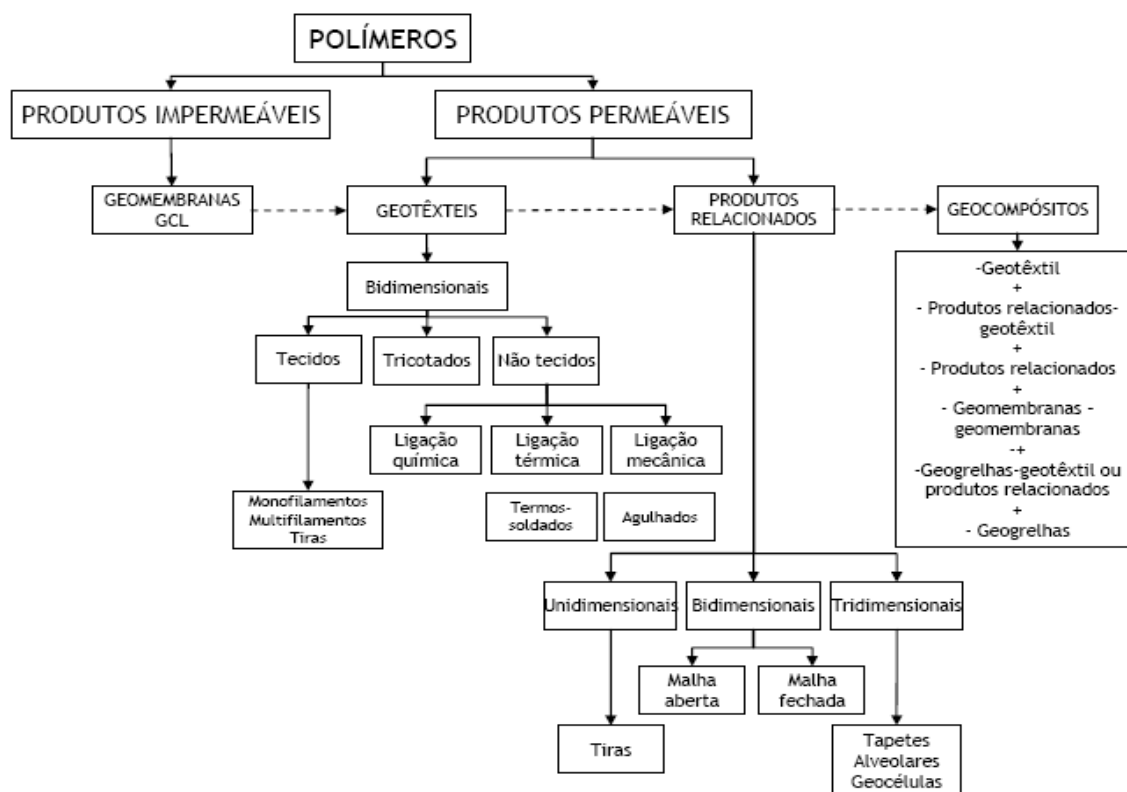 POLÍMEROS
PRODUTOS IMPERMEÁVEIS
PRODUTOS PERMEÁVEIS
GEOMEMBRANAS
GCL
GEOTÊXTEIS
PRODUTOS
RELACIONADOS
GEOCOMPÓSITOS
Bidimensionais
Tecidos
Tricotados
Não tecidos
Ligação
química
Ligação
térmica
Ligação
mecânica
Monofilamentos
Multifilamentos
Tiras
Termos-
soldados
Agulhados
-Geotêxtil
+
- Produtos relacionados-
geotêxtil
+
- Produtos relacionados
+
- Geomembranas -
geomembranas
-+
-Geogrelhas-geotêxtil ou
produtos relacionados
+
- Geogrelhas
Unidimensionais
Bidimensionais
Tridimensionais
Malha
aberta
Malha
fechada
Tiras
Tapetes
Alveolares
Geocélulas